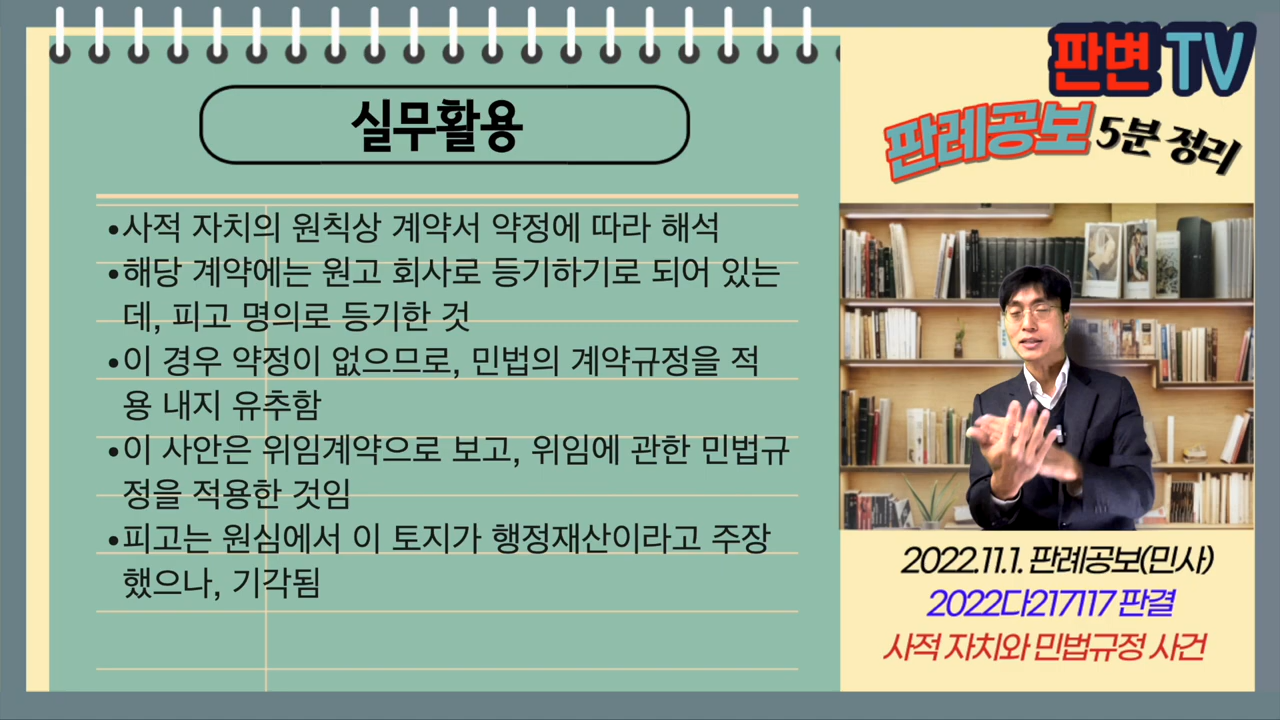 실무활용
•사적 자치의 원칙상 계약서 약정에 따라 해석
•해당 계약에는 원고 회사로 등기하기로 되어 있는
데, 피고 명의로 등기한 것
•이 경우 약정이 없으므로, 민법의 계약규정을 적
용 내지 유추함
•이 사안은 위임계약으로 보고, 위임에 관한 민법규
정을 적용한 것임
•피고는 원심에서 이 토지가 행정재산이라고 주장
했으나, 기각됨
판변 TV
판례공보 5분 정리
2022.11.1. 판례공보(민사)
2022다217117 판결
사적 자치와 민법규정 사건